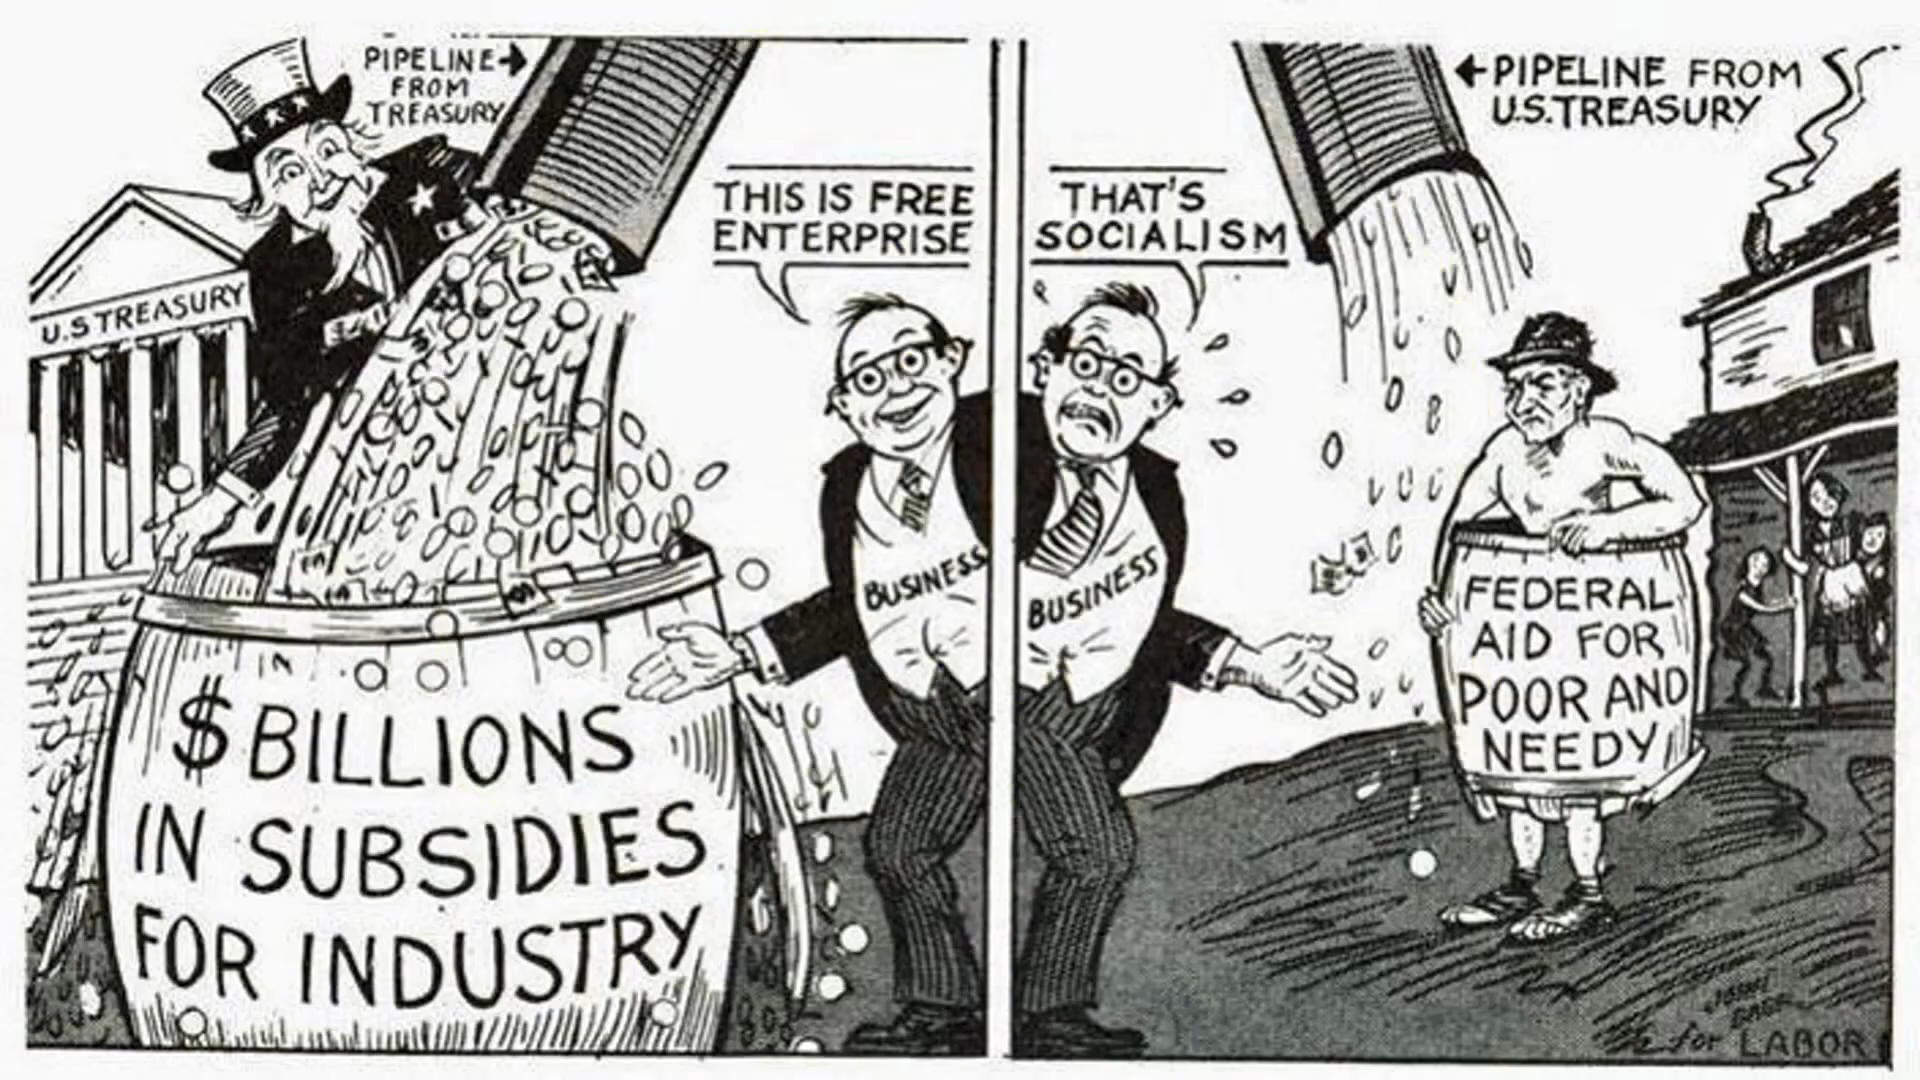 PIPELINE
FROM
TREASURY
THIS IS FREE
ENTERPRISE
U.S TREASURY
BUSINESS
$ BILLIONS
IN SUBSIDIES
FOR INDUSTRY
PIPELINE FROM
U.S. TREASURY
THAT'S
SOCIALISM
BUSINESS
FEDERAL
AID FOR
POOR AND
NEEDY
for LABOR